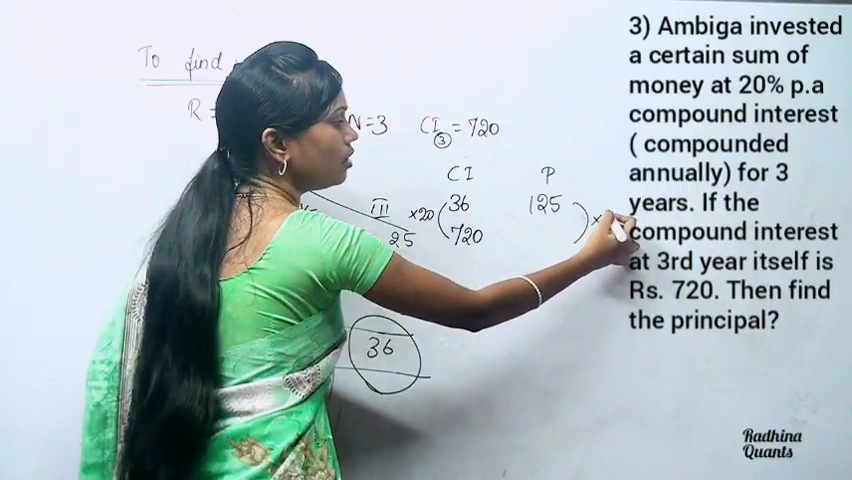 To find
R =
N=3 CI ③ = 720
CI P
III ×20 ( 36 125 ) ×
25 720
36
3) Ambiga invested
a certain sum of
money at 20% p.a
compound interest
( compounded
annually) for 3
years. If the
compound interest
at 3rd year itself is
Rs. 720. Then find
the principal?
Radhina
Quants